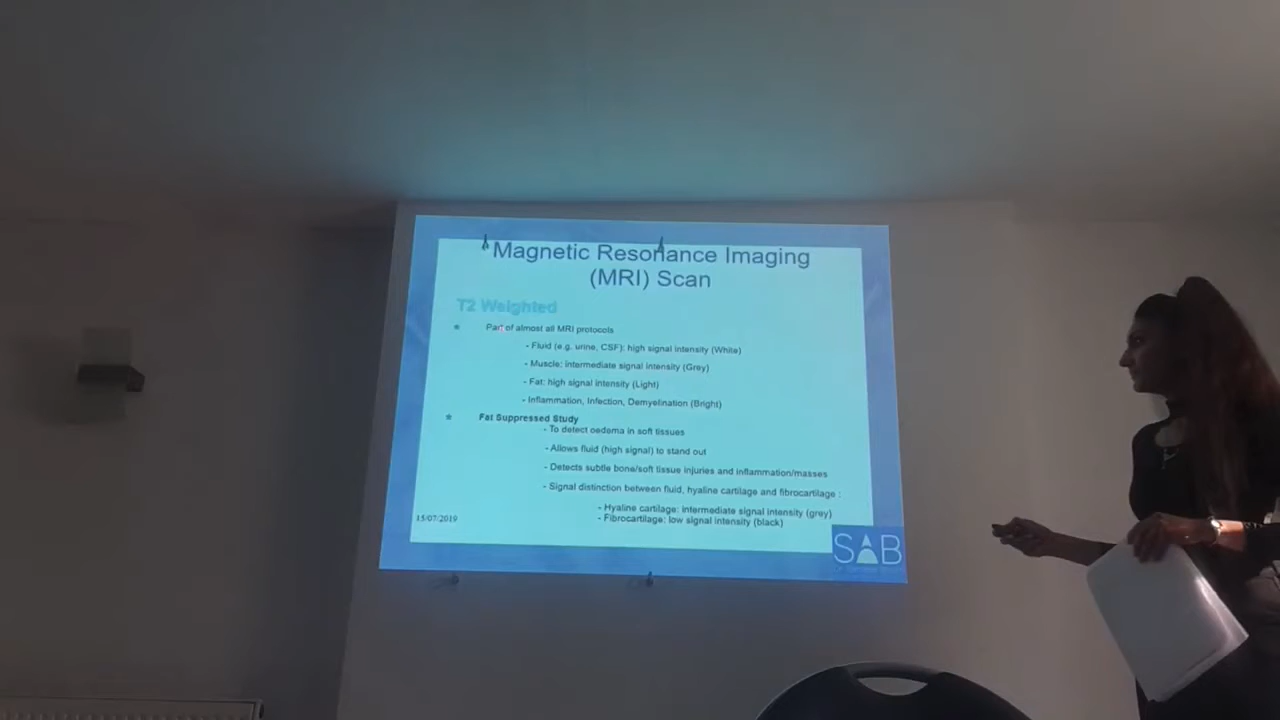 Magnetic Resonance Imaging
(MRI) Scan
T2 Weighted
Part of almost all MRI protocols
- Fluid (e.g. urine, CSF): high signal intensity (White)
- Muscle: intermediate signal intensity (Grey)
- Fat: high signal intensity (Light)
- Inflammation, Infection, Demyelination (Bright)
Fat Suppressed Study
- To detect oedema in soft tissues
- Allows fluid (high signal) to stand out
- Detects subtle bone/soft tissue injuries and inflammation/masses
- Signal distinction between fluid, hyaline cartilage and fibrocartilage :
- Hyaline cartilage: intermediate signal intensity (grey)
- Fibrocartilage: low signal intensity (black)
15/07/2019
SAB